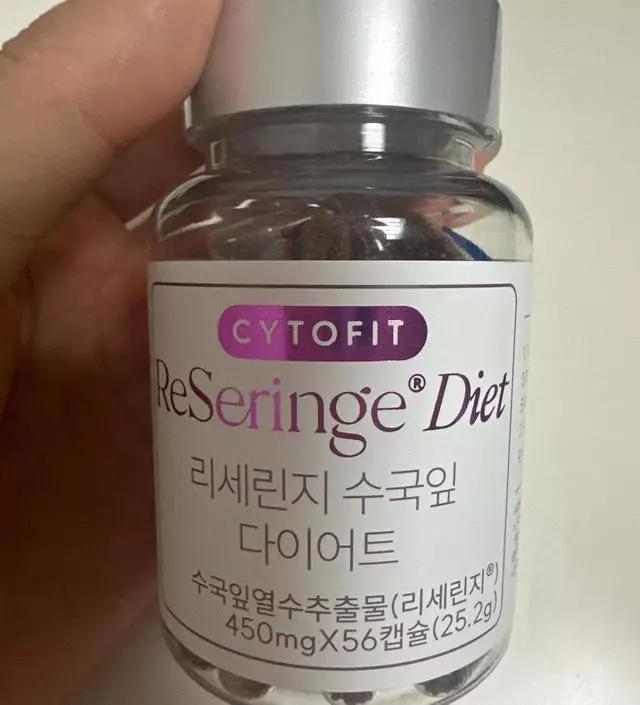 CYTOFIT
ReSeringe® Diet
리세린지 수국잎
다이어트
수국잎열수추출물(리세린지®)
450mgX56캡슐(25.2g)